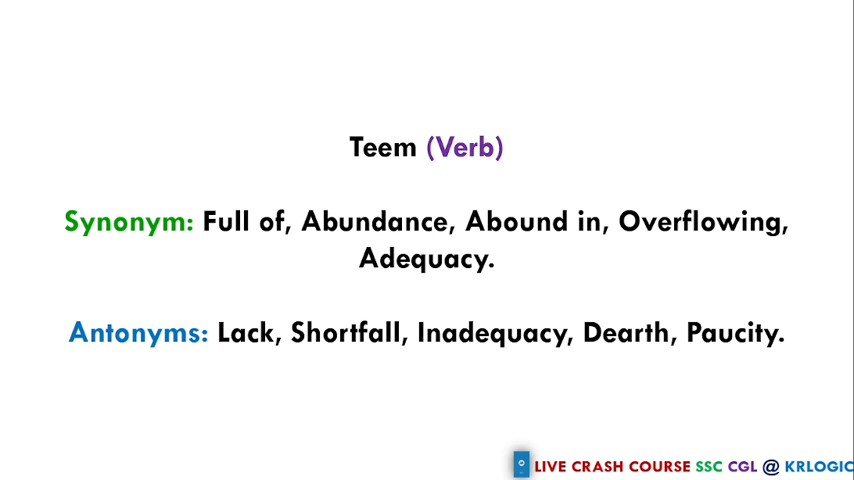 Teem (Verb)
Synonym: Full of, Abundance, Abound in, Overflowing,
Adequacy.
Antonyms: Lack, Shortfall, Inadequacy, Dearth, Paucity.
LIVE CRASH COURSE SSC CGL @ KRLOGIC